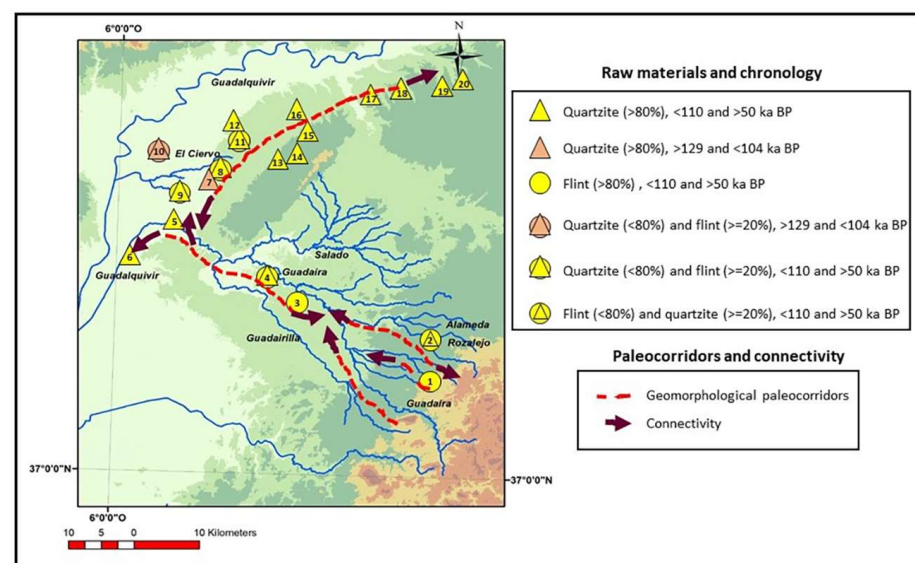 6°0'0"O
N
Guadalquivir
20
19
18
17
16
12
15
11
10
El Ciervo
14
13
8
7
9
5
6
Guadalquivir
Salado
Guadaíra
4
3
Guadairilla
Alameda
2
Rozalejo
1
Guadaíra
37°0'0"N
37°0'0"N
6°0'0"O
10 5 0 10 Kilometers
Raw materials and chronology
Quartzite (>80%), <110 and >50 ka BP
Quartzite (>80%), >129 and <104 ka BP
Flint (>80%) , <110 and >50 ka BP
Quartzite (<80%) and flint (>=20%), >129 and <104 ka BP
Quartzite (<80%) and flint (>=20%), <110 and >50 ka BP
Flint (<80%) and quartzite (>=20%), <110 and >50 ka BP
Paleocorridors and connectivity
Geomorphological paleocorridors
Connectivity